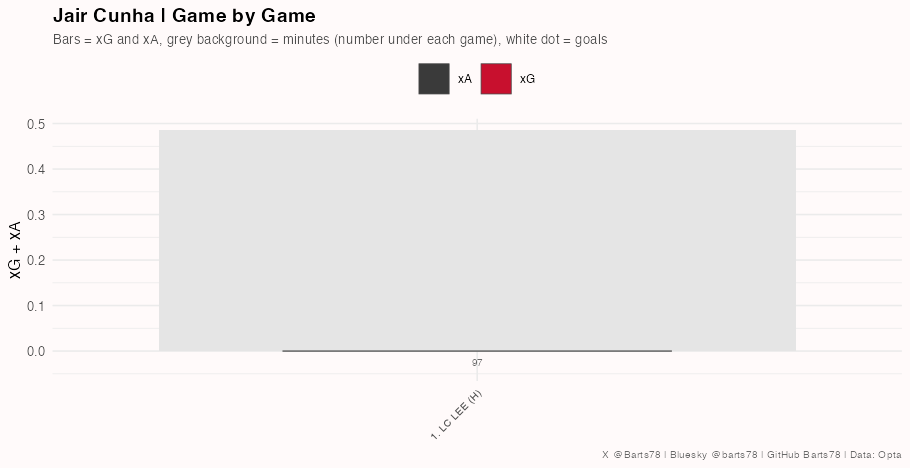 Jair Cunha | Game by Game
Bars = xG and xA, grey background = minutes (number under each game), white dot = goals
xA xG
0.5
0.4
0.3
0.2
0.1
0.0
xG + xA
97
1. LC LEE (H)
X @Barts78 | Bluesky @barts78 | GitHub Barts78 | Data: Opta